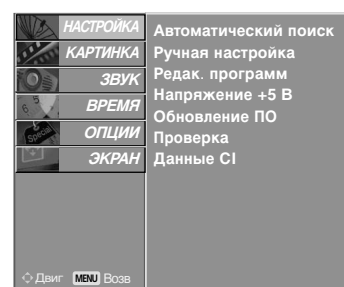 НАСТРОЙКА
КАРТИНКА
ЗВУК
ВРЕМЯ
ОПЦИИ
ЭКРАН
Автоматический поиск
Ручная настройка
Редак. программ
Напряжение +5 В
Обновление ПО
Проверка
Данные CI
Special
Двиг MENU Возв